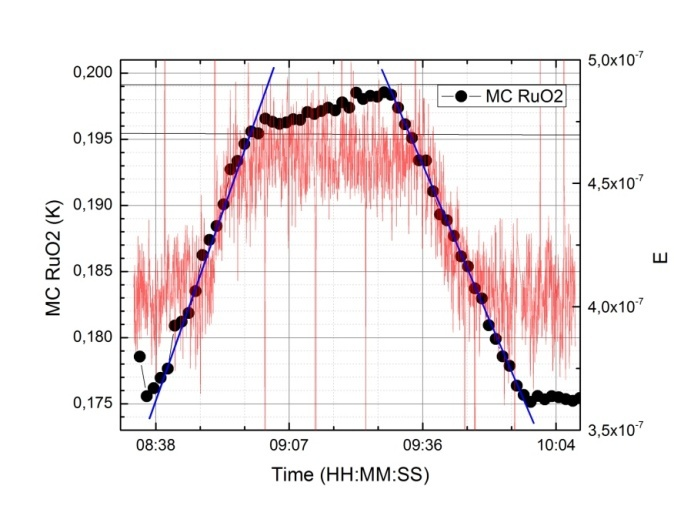 5,0x10⁻⁷
0,200
MC RuO2
0,195
4,5x10⁻⁷
0,190
MC RuO2 (K)
E
0,185
4,0x10⁻⁷
0,180
0,175
3,5x10⁻⁷
08:38 09:07 09:36 10:04
Time (HH:MM:SS)